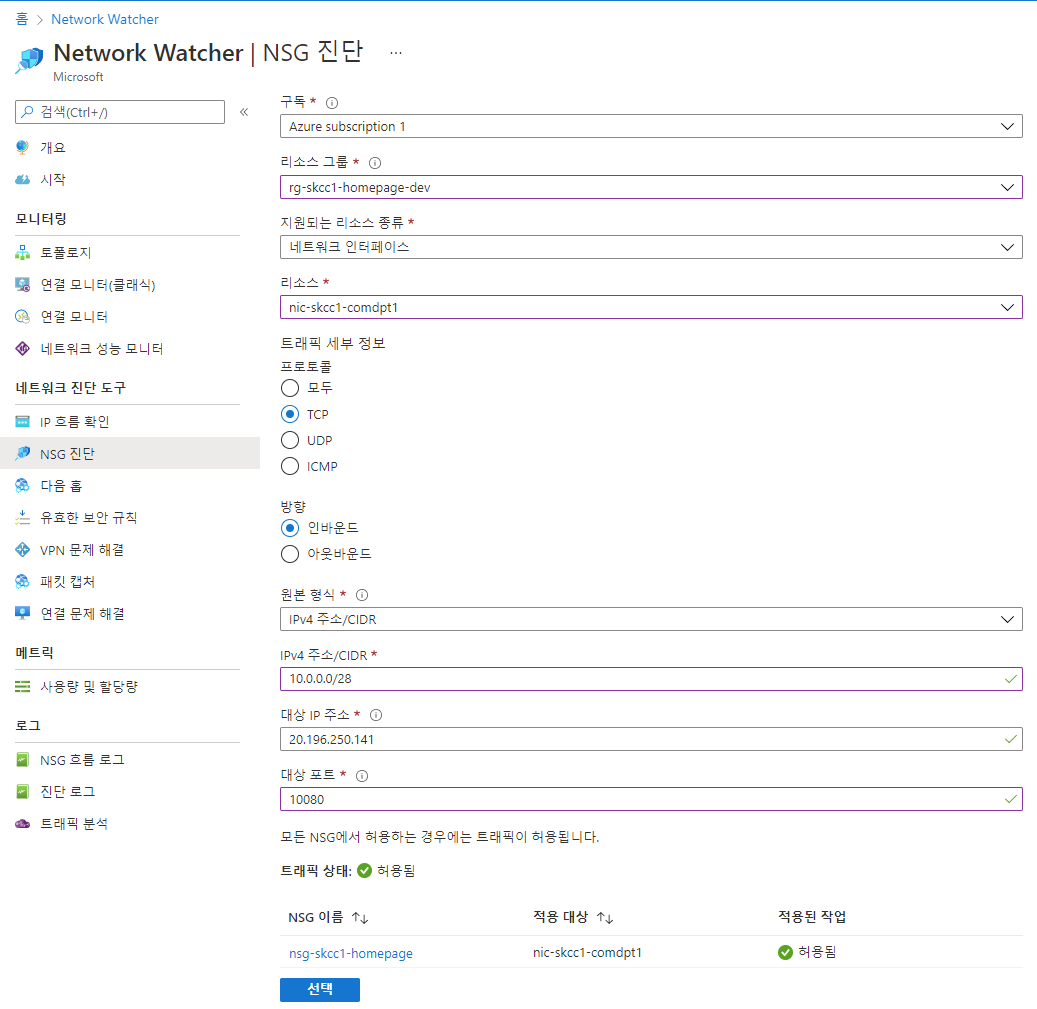 홈 > Network Watcher
Network Watcher | NSG 진단 ...
Microsoft
검색(Ctrl+/)
«
개요
시작
모니터링
토폴로지
연결 모니터(클래식)
연결 모니터
네트워크 성능 모니터
네트워크 진단 도구
IP 흐름 확인
NSG 진단
다음 홉
유효한 보안 규칙
VPN 문제 해결
패킷 캡처
연결 문제 해결
메트릭
사용량 및 할당량
로그
NSG 흐름 로그
진단 로그
트래픽 분석
구독 *
Azure subscription 1
리소스 그룹 *
rg-skcc1-homepage-dev
지원되는 리소스 종류 *
네트워크 인터페이스
리소스 *
nic-skcc1-comdpt1
트래픽 세부 정보
프로토콜
모두
TCP
UDP
ICMP
방향
인바운드
아웃바운드
원본 형식 *
IPv4 주소/CIDR
IPv4 주소/CIDR *
10.0.0.0/28
대상 IP 주소 *
20.196.250.141
대상 포트 *
10080
모든 NSG에서 허용하는 경우에는 트래픽이 허용됩니다.
트래픽 상태: 허용됨
NSG 이름 ↑↓ 적용 대상 ↑↓ 적용된 작업
nsg-skcc1-homepage nic-skcc1-comdpt1 허용됨
선택